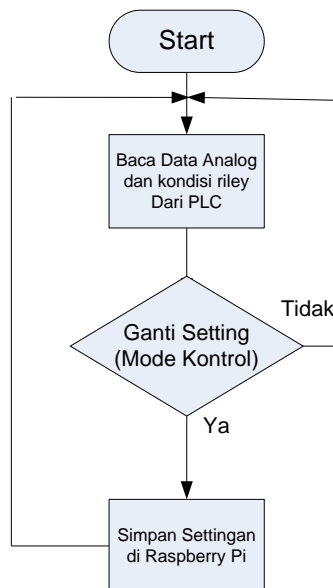 Start
Baca Data Analog
dan kondisi riley
Dari PLC
Ganti Setting
(Mode Kontrol)
Tidak
Ya
Simpan Settingan
di Raspberry Pi